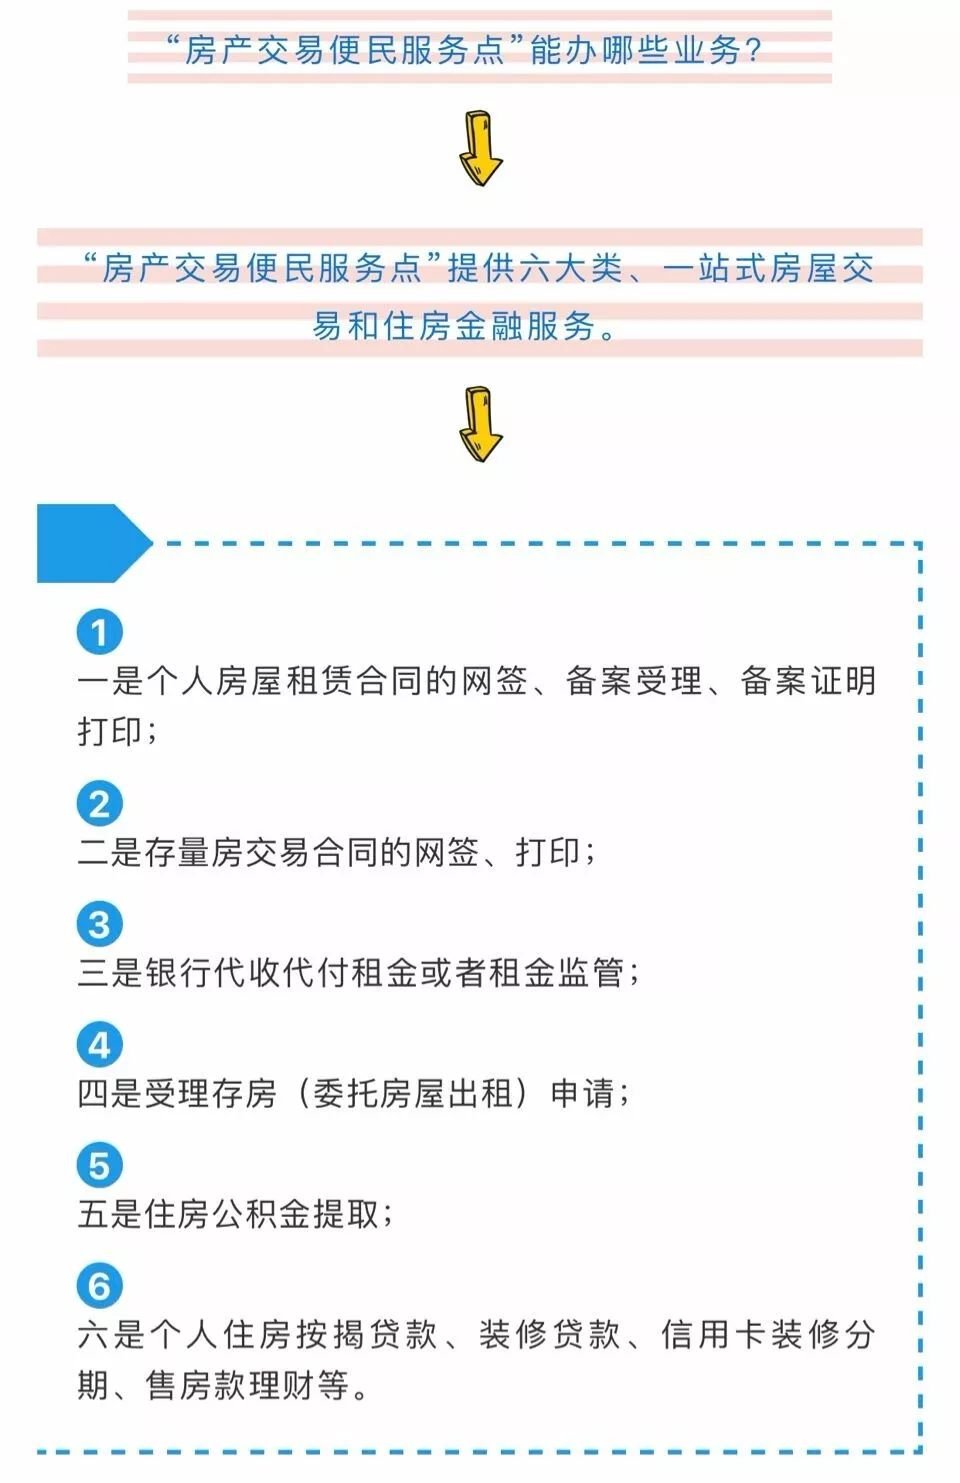 “房产交易便民服务点”能办哪些业务？
“房产交易便民服务点”提供六大类、一站式房屋交
易和住房金融服务。
1
一是个人房屋租赁合同的网签、备案受理、备案证明
打印；
2
二是存量房交易合同的网签、打印；
3
三是银行代收代付租金或者租金监管；
4
四是受理存房（委托房屋出租）申请；
5
五是住房公积金提取；
6
六是个人住房按揭贷款、装修贷款、信用卡装修分
期、售房款理财等。